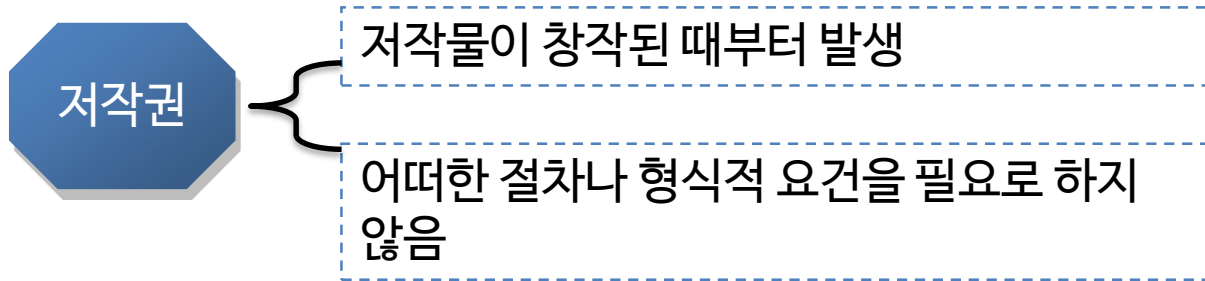 저작권
저작물이 창작된 때부터 발생
어떠한 절차나 형식적 요건을 필요로 하지
않음